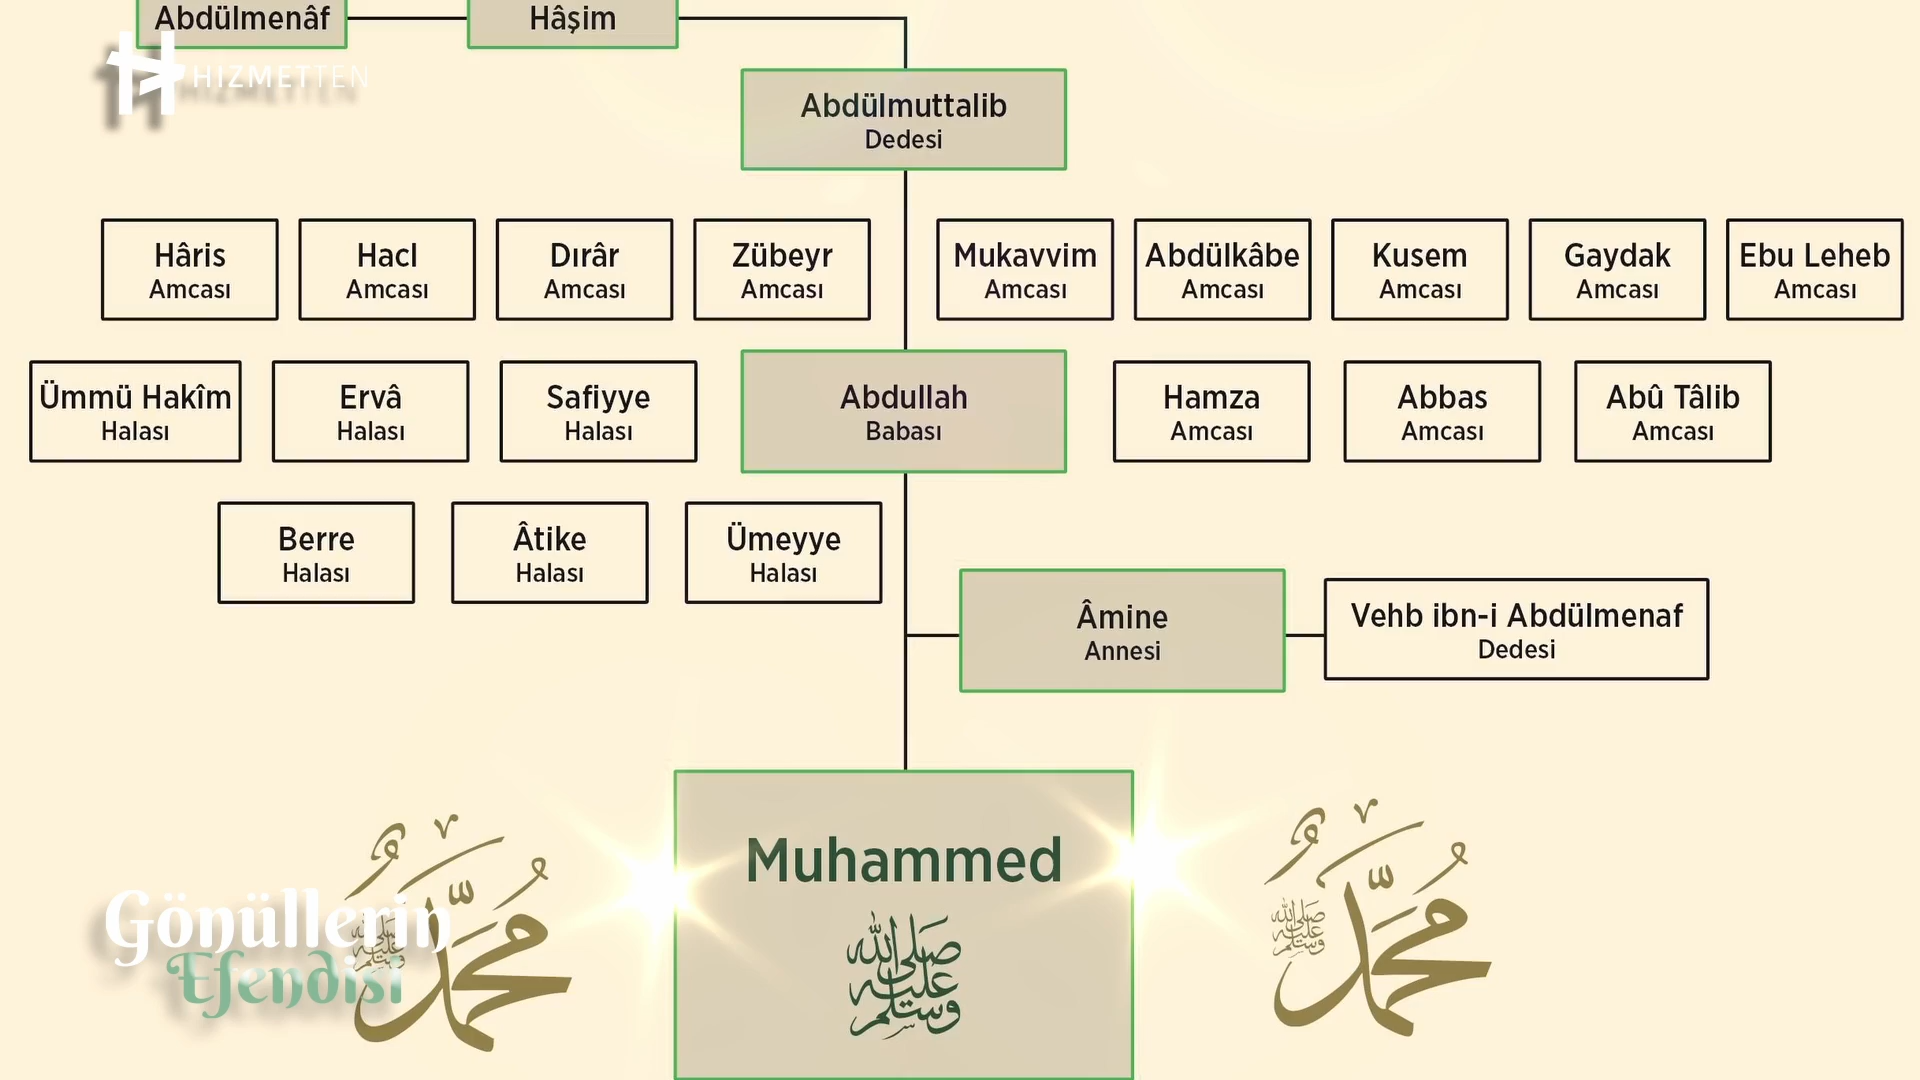 Abdülmenâf
Hâşim
HIZMETTEN
Abdülmuttalib
Dedesi
Hâris
Amcası
Hacl
Amcası
Dırâr
Amcası
Zübeyr
Amcası
Mukavvim
Amcası
Abdülkâbe
Amcası
Kusem
Amcası
Gaydak
Amcası
Ebu Leheb
Amcası
Ümmü Hakîm
Halası
Ervâ
Halası
Safiyye
Halası
Abdullah
Babası
Hamza
Amcası
Abbas
Amcası
Abû Tâlib
Amcası
Berre
Halası
Âtike
Halası
Ümeyye
Halası
Âmine
Annesi
Vehb ibn-i Abdülmenaf
Dedesi
Muhammed
صلى الله
عليه
وسلم
Gönüllerin
Efendisi
محمد
صلى الله
عليه
وسلم
محمد
صلى الله
عليه
وسلم